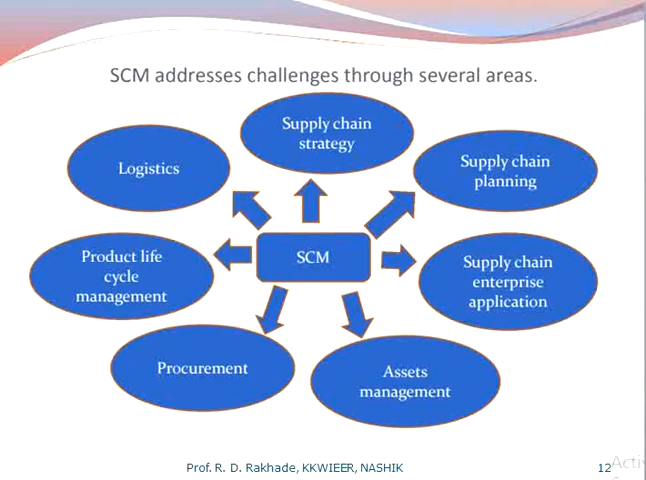 SCM addresses challenges through several areas.
Supply chain
strategy
Logistics
Supply chain
planning
SCM
Product life
cycle
management
Supply chain
enterprise
application
Procurement
Assets
management
Prof. R. D. Rakhade, KKWIEER, NASHIK
12